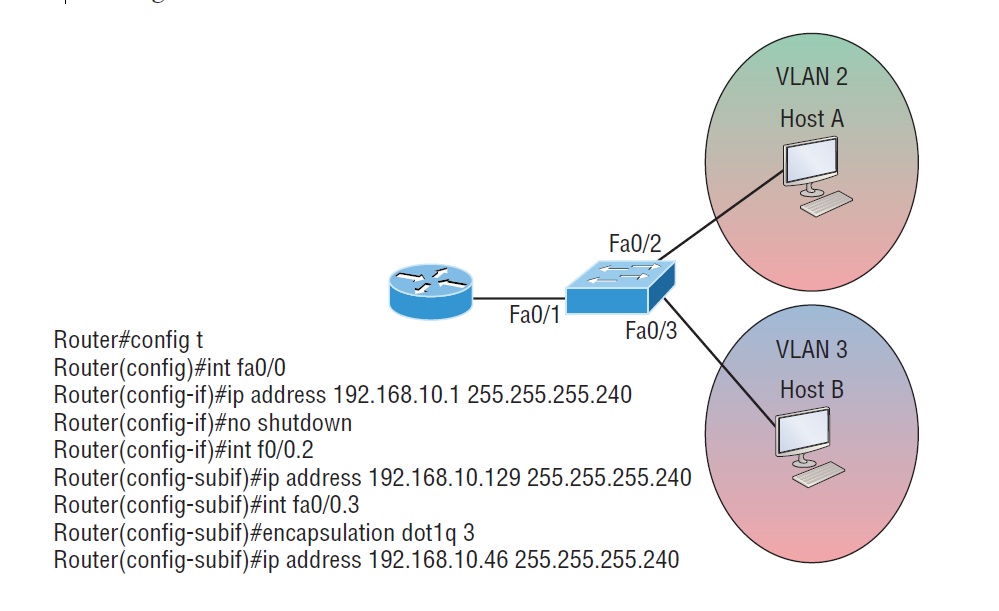 VLAN 2
Host A
Fa0/2
Fa0/1
Fa0/3
VLAN 3
Host B
Router#config t
Router(config)#int fa0/0
Router(config-if)#ip address 192.168.10.1 255.255.255.240
Router(config-if)#no shutdown
Router(config-if)#int f0/0.2
Router(config-subif)#ip address 192.168.10.129 255.255.255.240
Router(config-subif)#int fa0/0.3
Router(config-subif)#encapsulation dot1q 3
Router(config-subif)#ip address 192.168.10.46 255.255.255.240